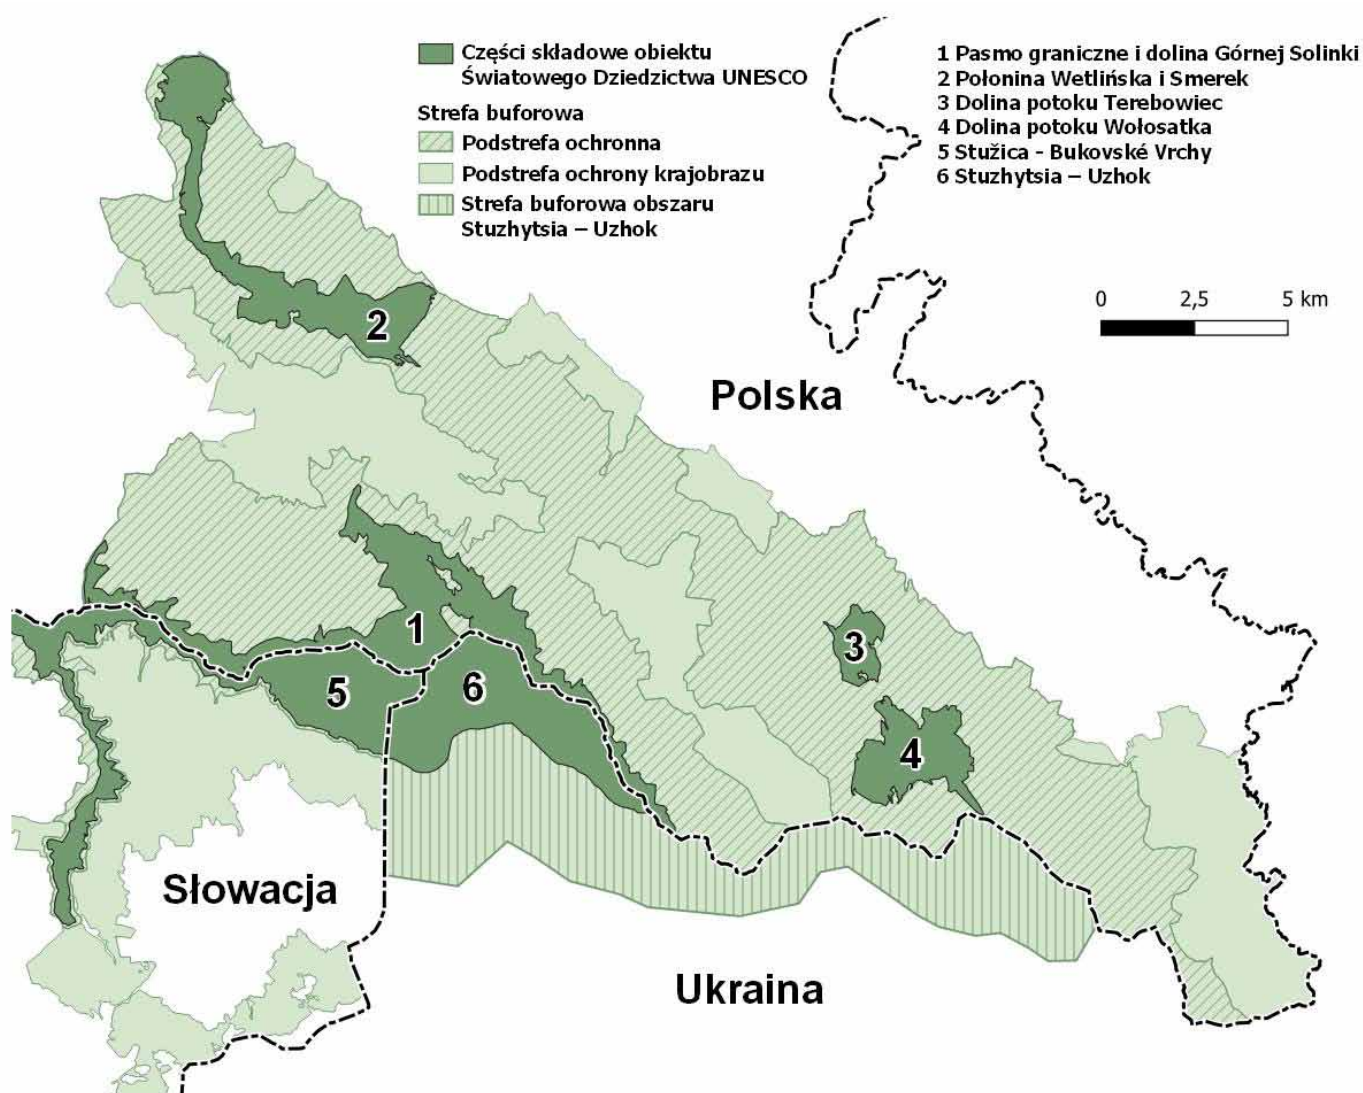 Części składowe obiektu
Światowego Dziedzictwa UNESCO
Strefa buforowa
Podstrefa ochronna
Podstrefa ochrony krajobrazu
Strefa buforowa obszaru
Stuzhytsia – Uzhok
1 Pasmo graniczne i dolina Górnej Solinki
2 Połonina Wetlińska i Smerek
3 Dolina potoku Terebowiec
4 Dolina potoku Wołosatka
5 Stužica - Bukovské Vrchy
6 Stuzhytsia – Uzhok
0 2,5 5 km
2
Polska
1
3
5
6
4
Słowacja
Ukraina